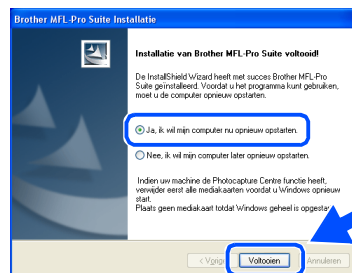 Brother MFL-Pro Suite Installatie
Installatie van Brother MFL-Pro Suite voltooid!
De InstallShield Wizard heeft met succes Brother MFL-Pro
Suite geïnstalleerd. Voordat u het programma kunt gebruiken,
moet u de computer opnieuw opstarten.
Ja, ik wil mijn computer nu opnieuw opstarten.
Nee, ik wil mijn computer later opnieuw opstarten.
Indien uw machine de Photocapture Centre functie heeft,
verwijder eerst alle mediakaarten voordat u Windows opnieuw
start.
Plaats geen mediakaart totdat Windows geheel is
< Vorige
Voltooien
Annuleren